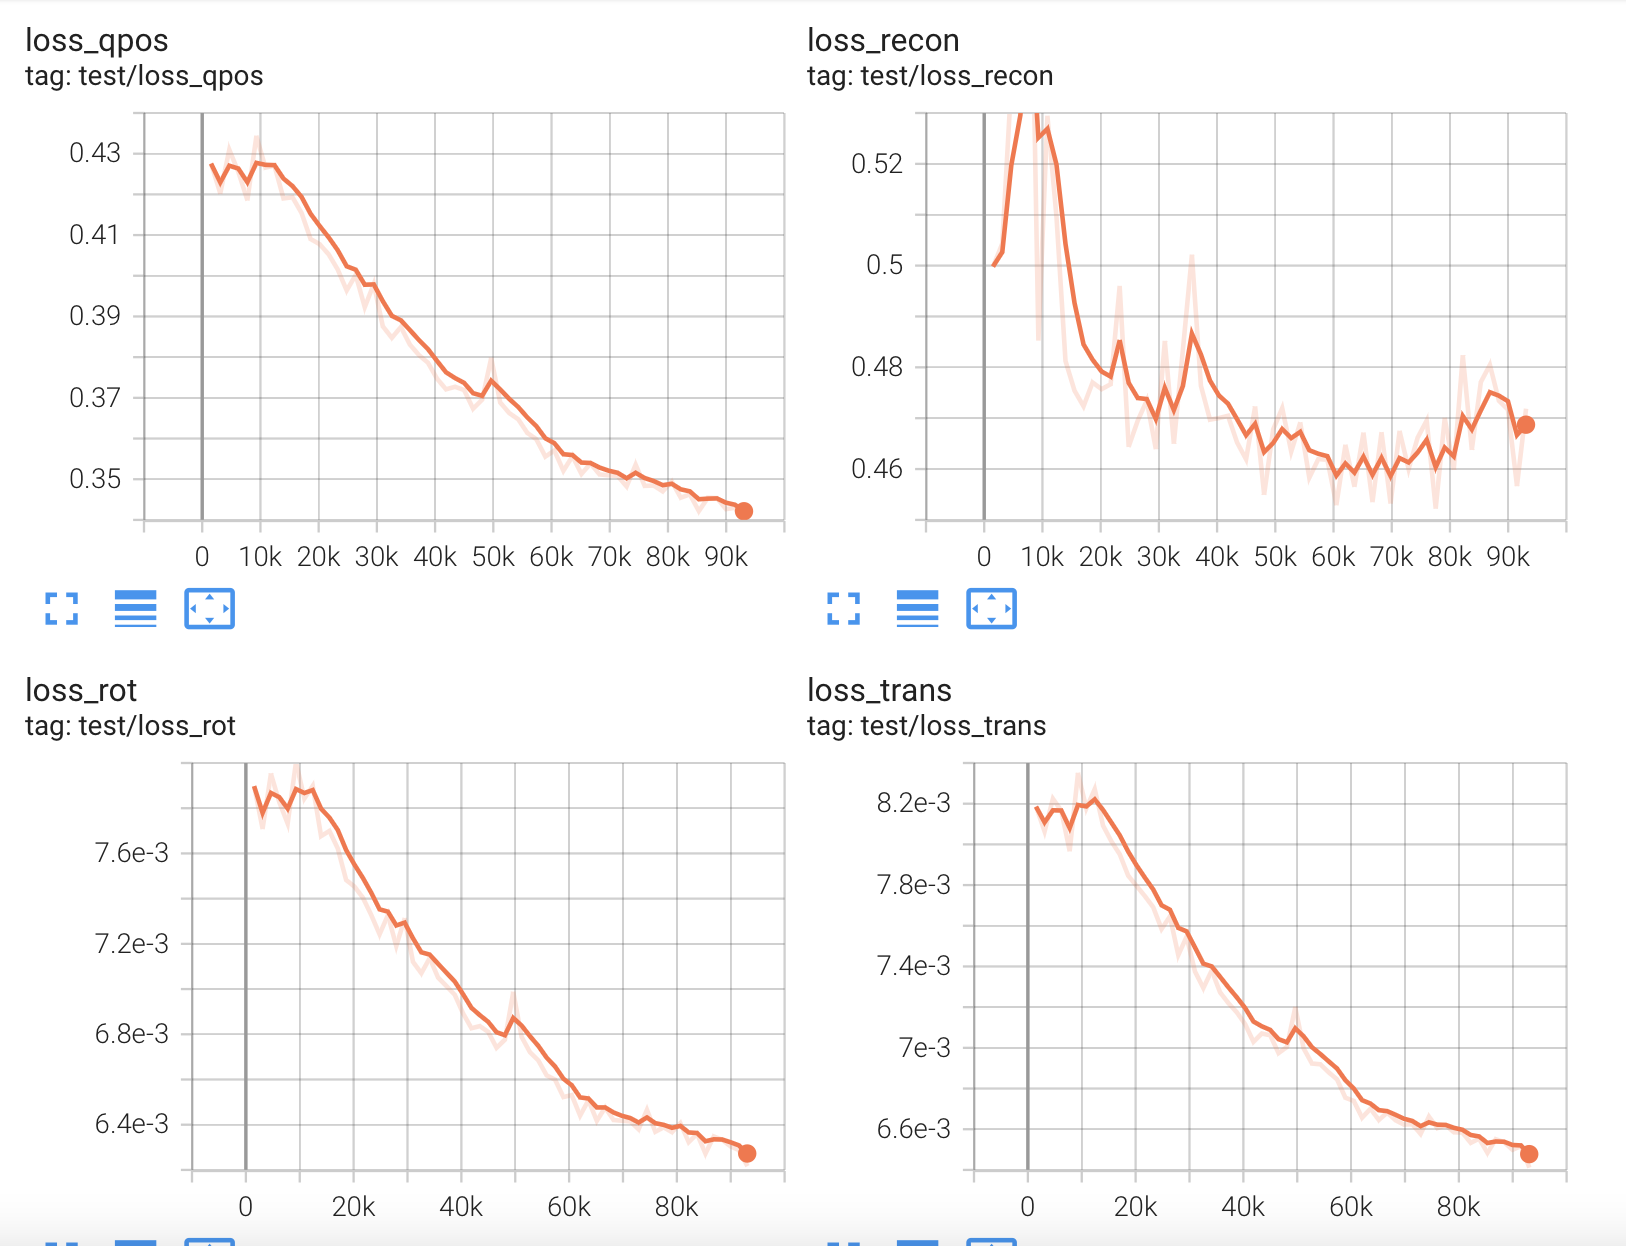 loss_qpos
tag: test/loss_qpos
0.43
0.41
0.39
0.37
0.35
0 10k 20k 30k 40k 50k 60k 70k 80k 90k
loss_recon
tag: test/loss_recon
0.52
0.5
0.48
0.46
0 10k 20k 30k 40k 50k 60k 70k 80k 90k
loss_rot
tag: test/loss_rot
7.6e-3
7.2e-3
6.8e-3
6.4e-3
0 20k 40k 60k 80k
loss_trans
tag: test/loss_trans
8.2e-3
7.8e-3
7.4e-3
7e-3
6.6e-3
0 20k 40k 60k 80k